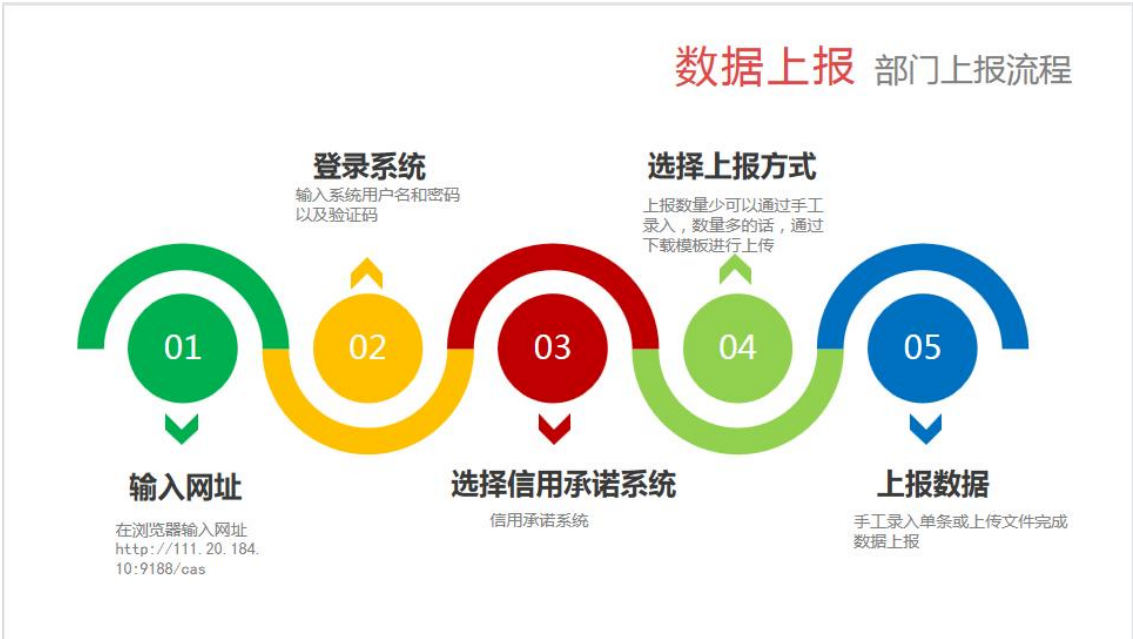 数据上报 部门上报流程
登录系统
输入系统用户名和密码
以及验证码
选择上报方式
上报数量少可以通过手工
录入，数量多的话，通过
下载模板进行上传
01
02
03
04
05
输入网址
在浏览器输入网址
http://111.20.184.
10:9188/cas
选择信用承诺系统
信用承诺系统
上报数据
手工录入单条或上传文件完成
数据上报